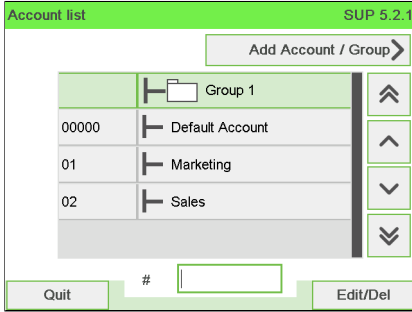 Account list SUP 5.2.1
Add Account / Group
Group 1
00000 Default Account
01 Marketing
02 Sales
#
Quit Edit/Del